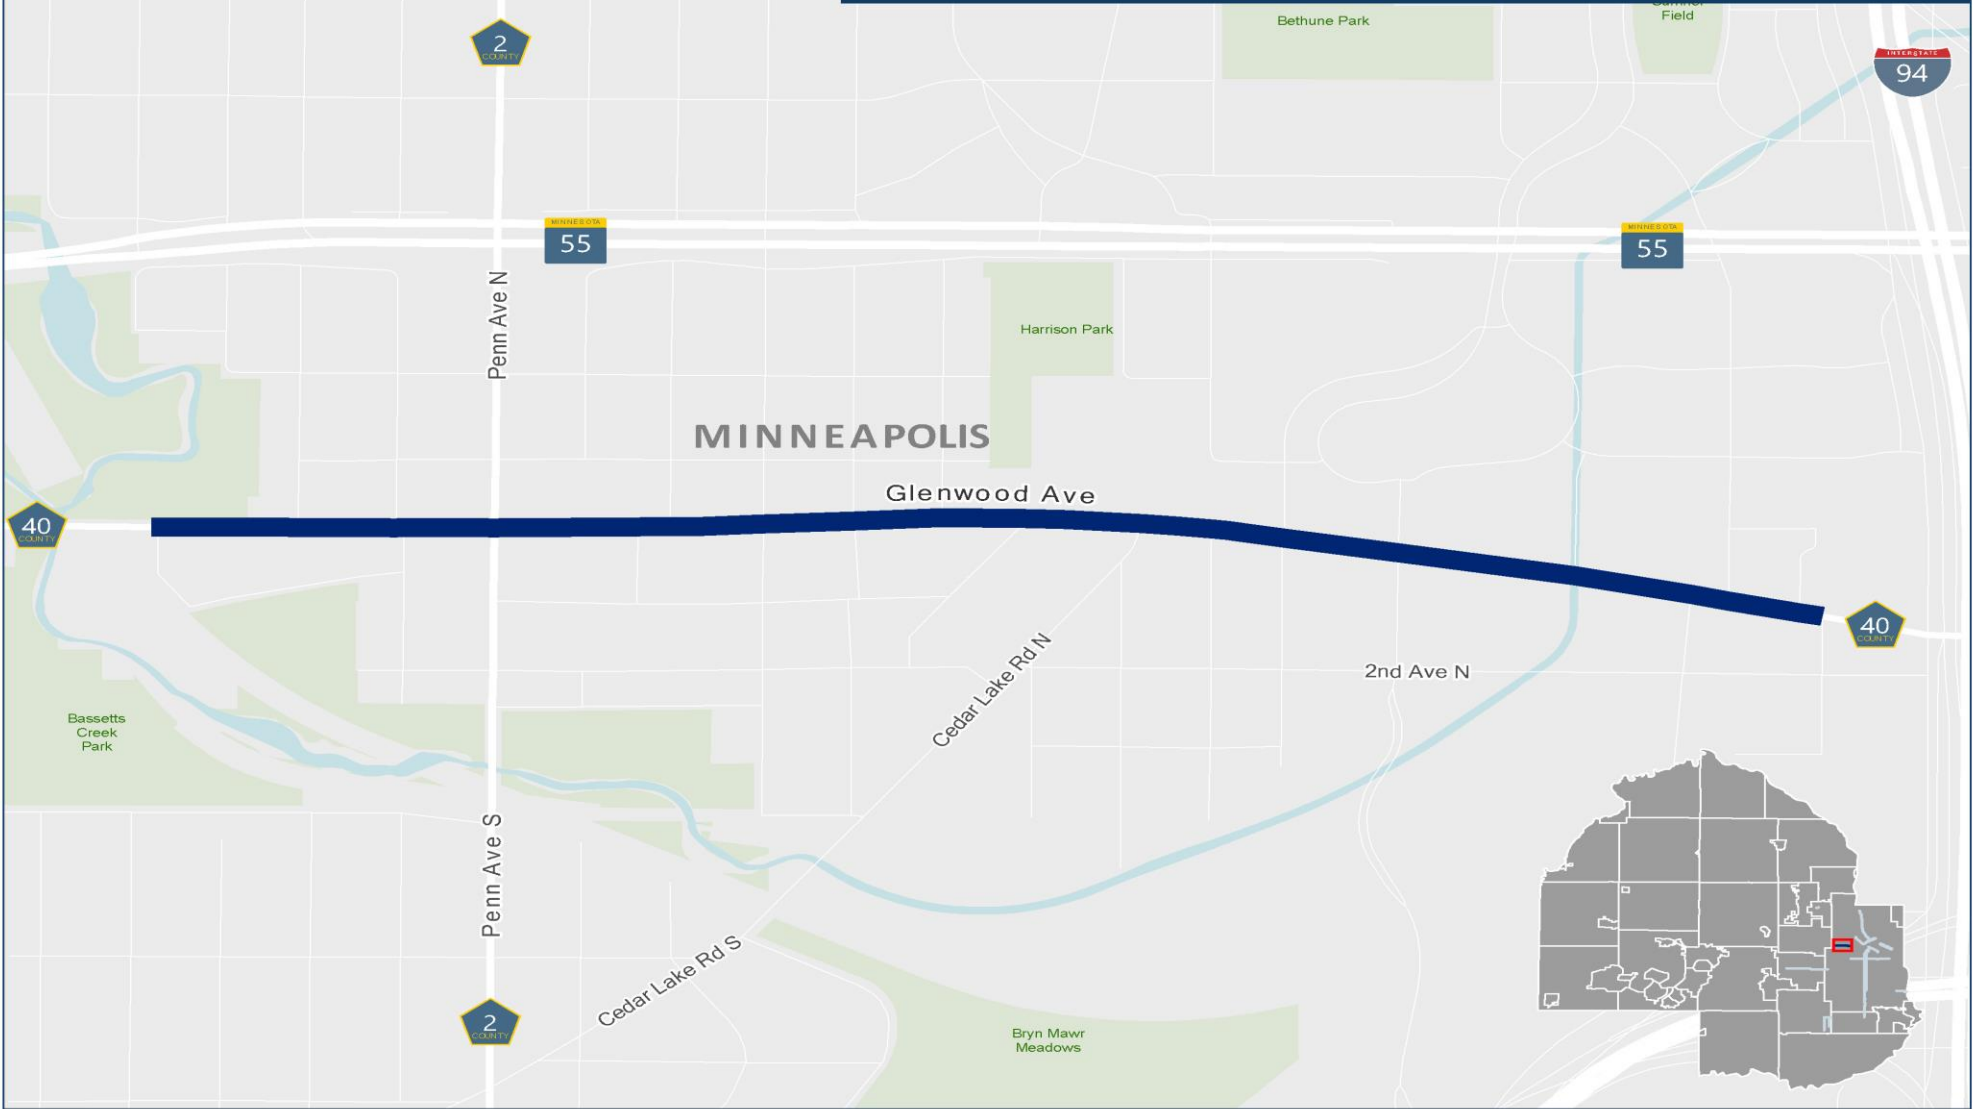 Bethune Park
Field
2
COUNTY
INTERSTATE
94
MINNESOTA
55
MINNESOTA
55
Penn Ave N
Harrison Park
MINNEAPOLIS
Glenwood Ave
40
COUNTY
40
COUNTY
Cedar Lake Rd N
2nd Ave N
Bassetts
Creek
Park
Penn Ave S
Cedar Lake Rd S
2
COUNTY
Bryn Mawr
Meadows